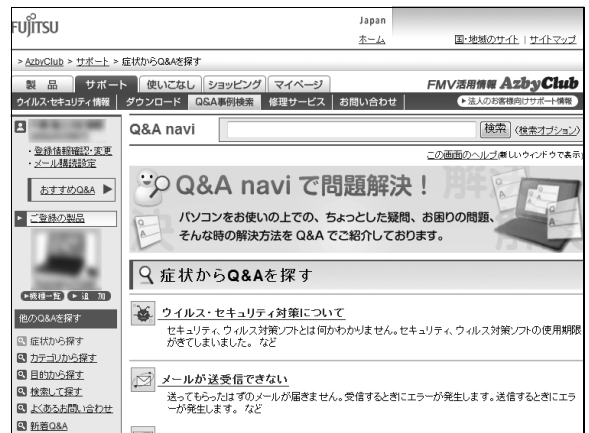 FUJITSU
Japan
ホーム
国・地域のサイト | サイトマップ
> AzbyClub > サポート > 症状からQ&Aを探す
製 品 サポート 使いこなし ショッピング マイページ FMV活用情報 AzbyClub
ウイルス・セキュリティ情報 ダウンロード Q&A事例検索 修理サービス お問い合わせ 法人のお客様向けサポート情報
・登録情報確認・変更
・メール購読設定
おすすめQ&A
ご登録の製品
機種一覧 追 加
他のQ&Aを探す
症状から探す
カテゴリから探す
目的から探す
検索して探す
よくあるお問い合わせ
新着Q&A
Q&A navi 検索 (検索オプション)
この画面のヘルプ(新しいウィンドウで表示)
Q&A navi で問題解決！
パソコンをお使いの上での、ちょっとした疑問、お困りの問題、
そんな時の解決方法を Q&A でご紹介しております。
症状からQ&Aを探す
ウイルス・セキュリティ対策について
セキュリティ、ウィルス対策ソフトとは何かわかりません。セキュリティ、ウィルス対策ソフトの使用期限
がきてしまいました。 など
メールが送受信できない
送ってもらったはずのメールが届きません。受信するときにエラーが発生します。送信するときにエラ
ーが発生します。 など